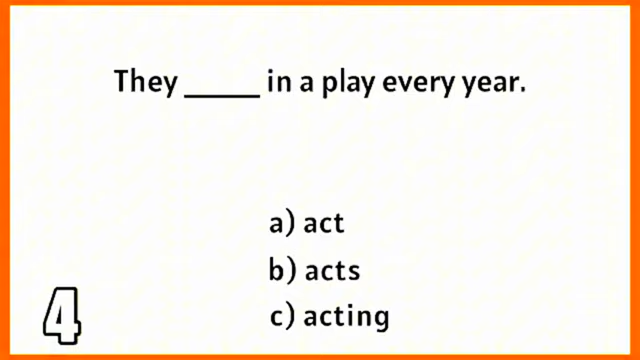 They _____ in a play every year.
a) act
b) acts
c) acting
4